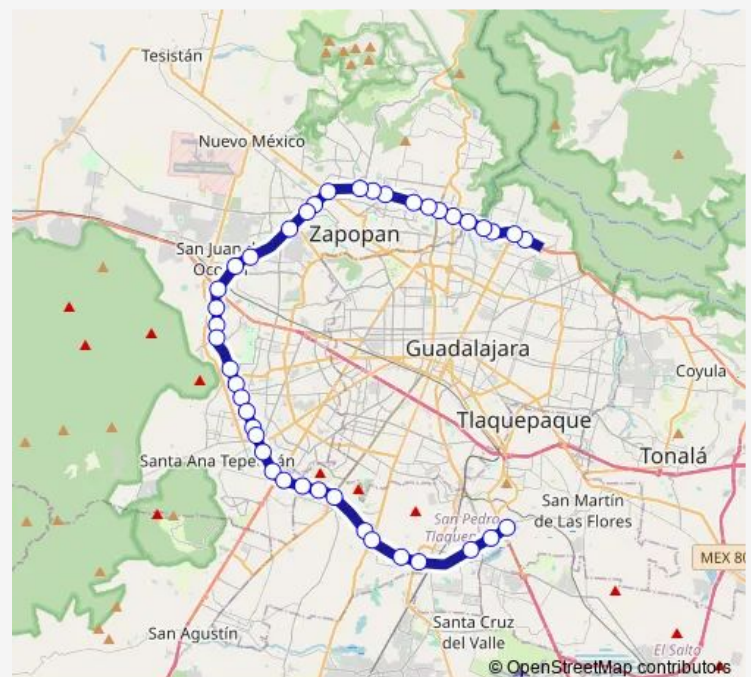 Tesistán
Nuevo México
Zapopan
San Juan de
Ocotán
Guadalajara
Coyula
Tlaquepaque
Tonalá
Santa Ana Tepetitlán
San Martín
de Las Flores
San Pedro
MEX 80
San Agustín
Santa Cruz
del Valle
El Salto
© OpenStreetMap contributors